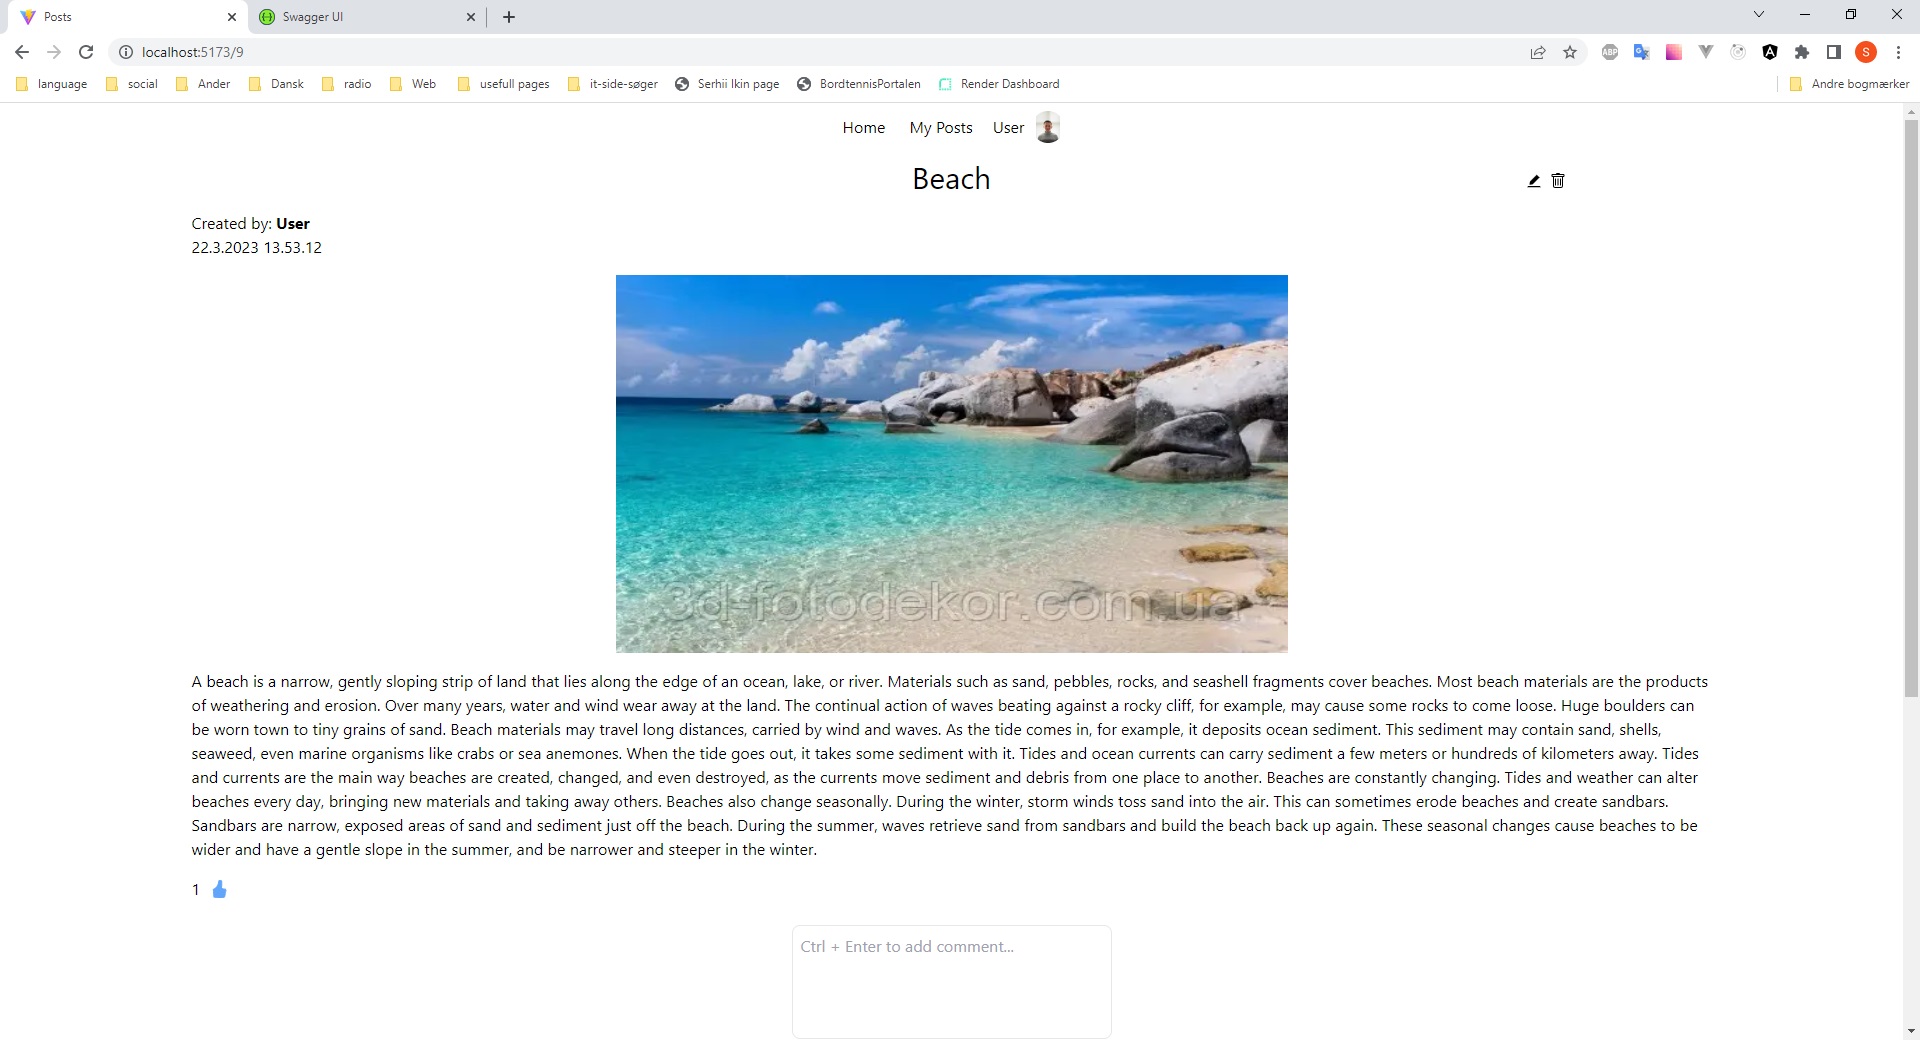 Posts
Swagger UI
localhost:5173/9
ABP
S
language
social
Ander
Dansk
radio
Web
usefull pages
it-side-søger
Serhii Ikin page
BordtennisPortalen
Render Dashboard
Andre bogmærker
Home
My Posts
User
Beach
Created by: User
22.3.2023 13.53.12
3d-fotodekor.com.ua
A beach is a narrow, gently sloping strip of land that lies along the edge of an ocean, lake, or river. Materials such as sand, pebbles, rocks, and seashell fragments cover beaches. Most beach materials are the products
of weathering and erosion. Over many years, water and wind wear away at the land. The continual action of waves beating against a rocky cliff, for example, may cause some rocks to come loose. Huge boulders can
be worn town to tiny grains of sand. Beach materials may travel long distances, carried by wind and waves. As the tide comes in, for example, it deposits ocean sediment. This sediment may contain sand, shells,
seaweed, even marine organisms like crabs or sea anemones. When the tide goes out, it takes some sediment with it. Tides and ocean currents can carry sediment a few meters or hundreds of kilometers away. Tides
and currents are the main way beaches are created, changed, and even destroyed, as the currents move sediment and debris from one place to another. Beaches are constantly changing. Tides and weather can alter
beaches every day, bringing new materials and taking away others. Beaches also change seasonally. During the winter, storm winds toss sand into the air. This can sometimes erode beaches and create sandbars.
Sandbars are narrow, exposed areas of sand and sediment just off the beach. During the summer, waves retrieve sand from sandbars and build the beach back up again. These seasonal changes cause beaches to be
wider and have a gentle slope in the summer, and be narrower and steeper in the winter.
1
Ctrl + Enter to add comment...